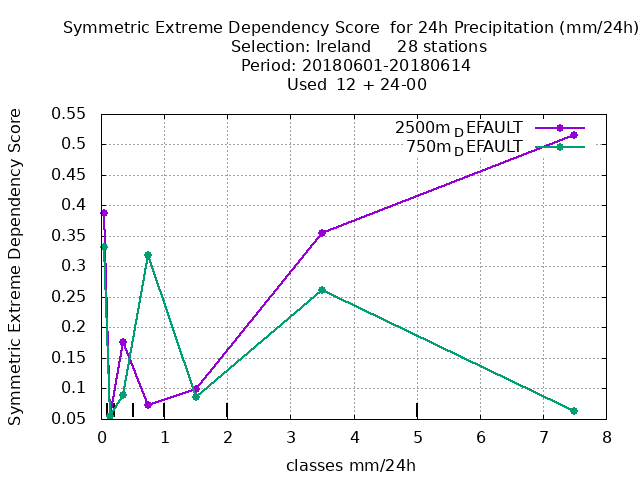 Symmetric Extreme Dependency Score for 24h Precipitation (mm/24h)
Selection: Ireland 28 stations
Period: 20180601-20180614
Used 12 + 24-00
Symmetric Extreme Dependency Score
0.55
0.5
0.45
0.4
0.35
0.3
0.25
0.2
0.15
0.1
0.05
2500m_DEFAULT
750m_DEFAULT
0 1 2 3 4 5 6 7 8
classes mm/24h